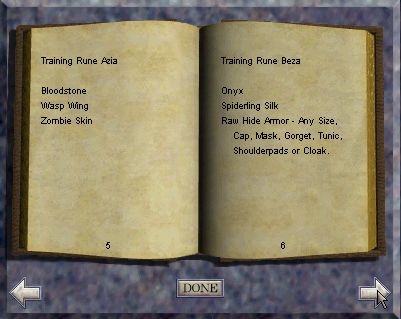 Training Rune Azia
Bloodstone
Wasp Wing
Zombie Skin
5
Training Rune Beza
Onyx
Spiderling Silk
Raw Hide Armor - Any Size,
Cap, Mask, Gorget, Tunic,
Shoulderpads or Cloak.
6
DONE